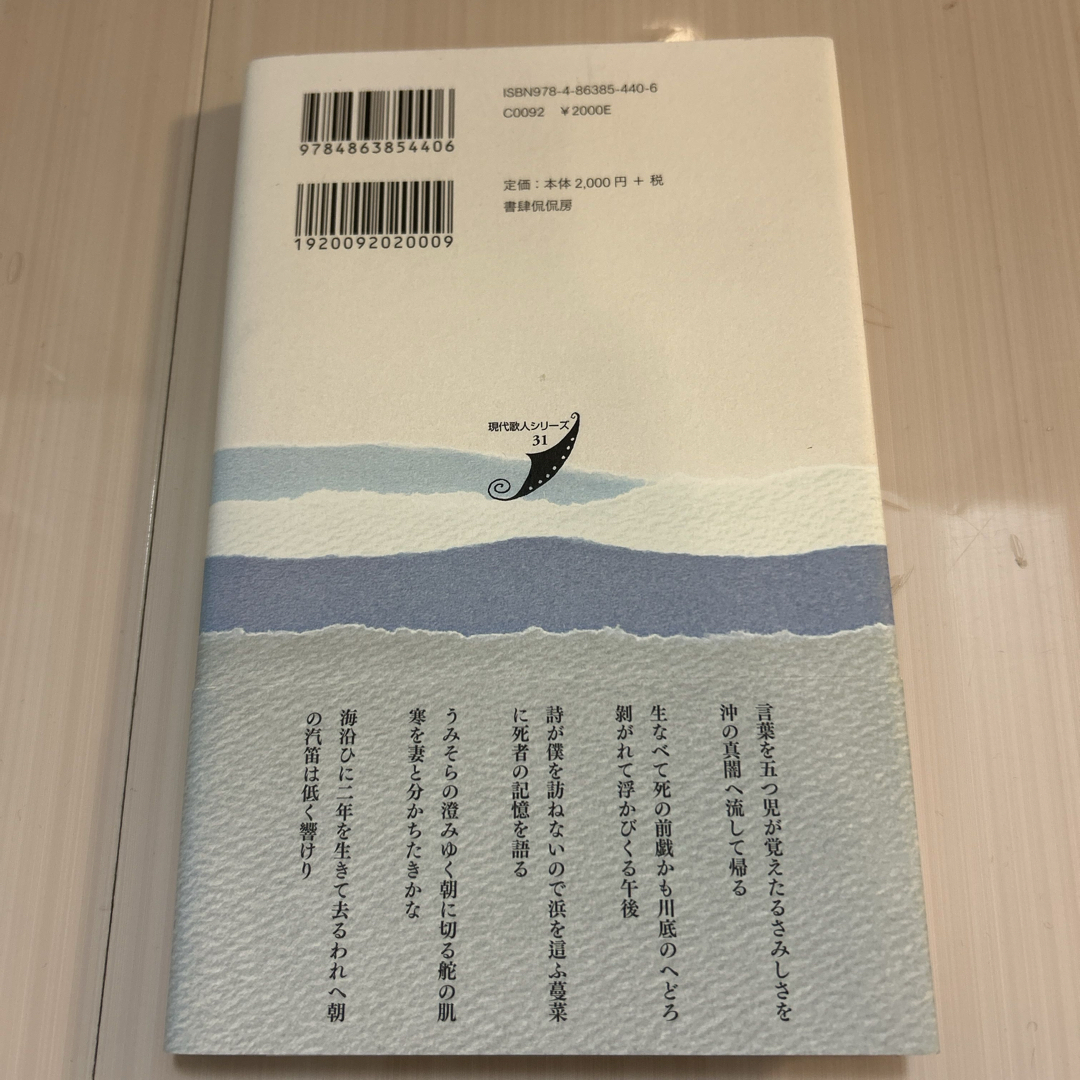 ISBN978-4-86385-440-6
C0092 ¥2000E
9784863854406
定価：本体2,000円 + 税
書肆侃侃房
1920092020009
現代歌人シリーズ
31
言葉を五つ児が覚えたるさみしさを
沖の真闇へ流して帰る
生なべて死の前戯かも川底のへどろ
剝がれて浮かびくる午後
詩が僕を訪ねないので浜を這ふ蔓菜
に死者の記憶を語る
うみそらの澄みゆく朝に切る舵の肌
寒を妻と分かちたきかな
海沿ひに二年を生きて去るわれへ朝
の汽笛は低く響けり